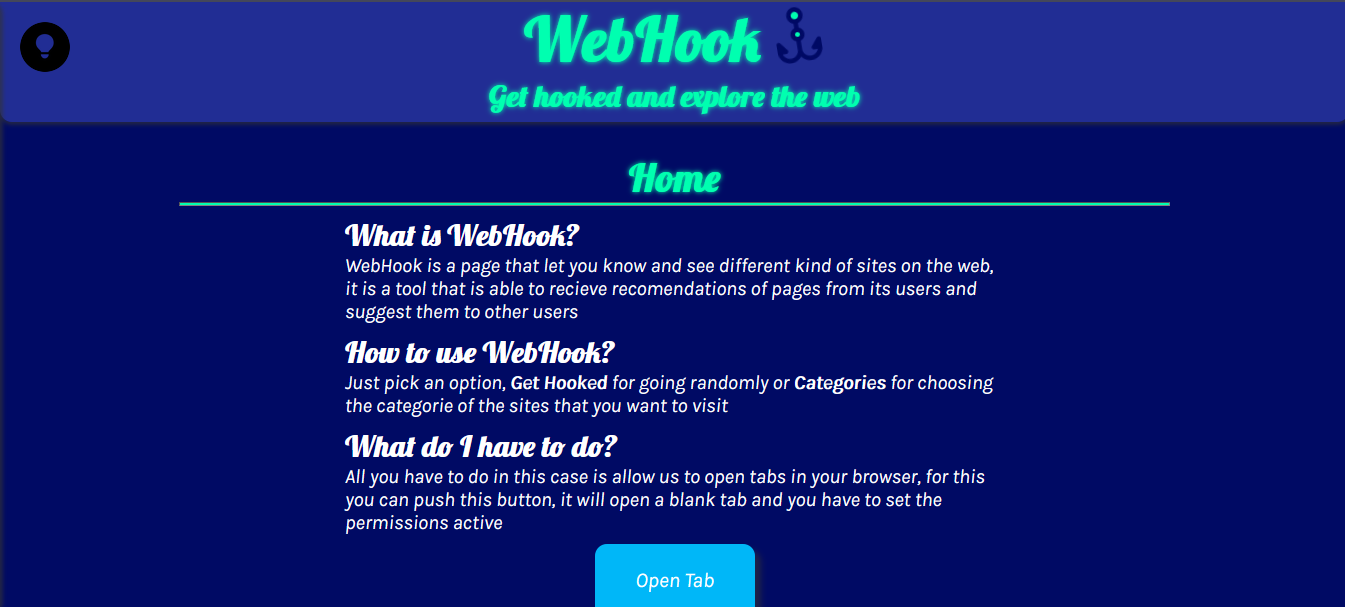 WebHook
Get hooked and explore the web
Home
What is WebHook?
WebHook is a page that let you know and see different kind of sites on the web,
it is a tool that is able to recieve recomendations of pages from its users and
suggest them to other users
How to use WebHook?
Just pick an option, Get Hooked for going randomly or Categories for choosing
the categorie of the sites that you want to visit
What do I have to do?
All you have to do in this case is allow us to open tabs in your browser, for this
you can push this button, it will open a blank tab and you have to set the
permissions active
Open Tab